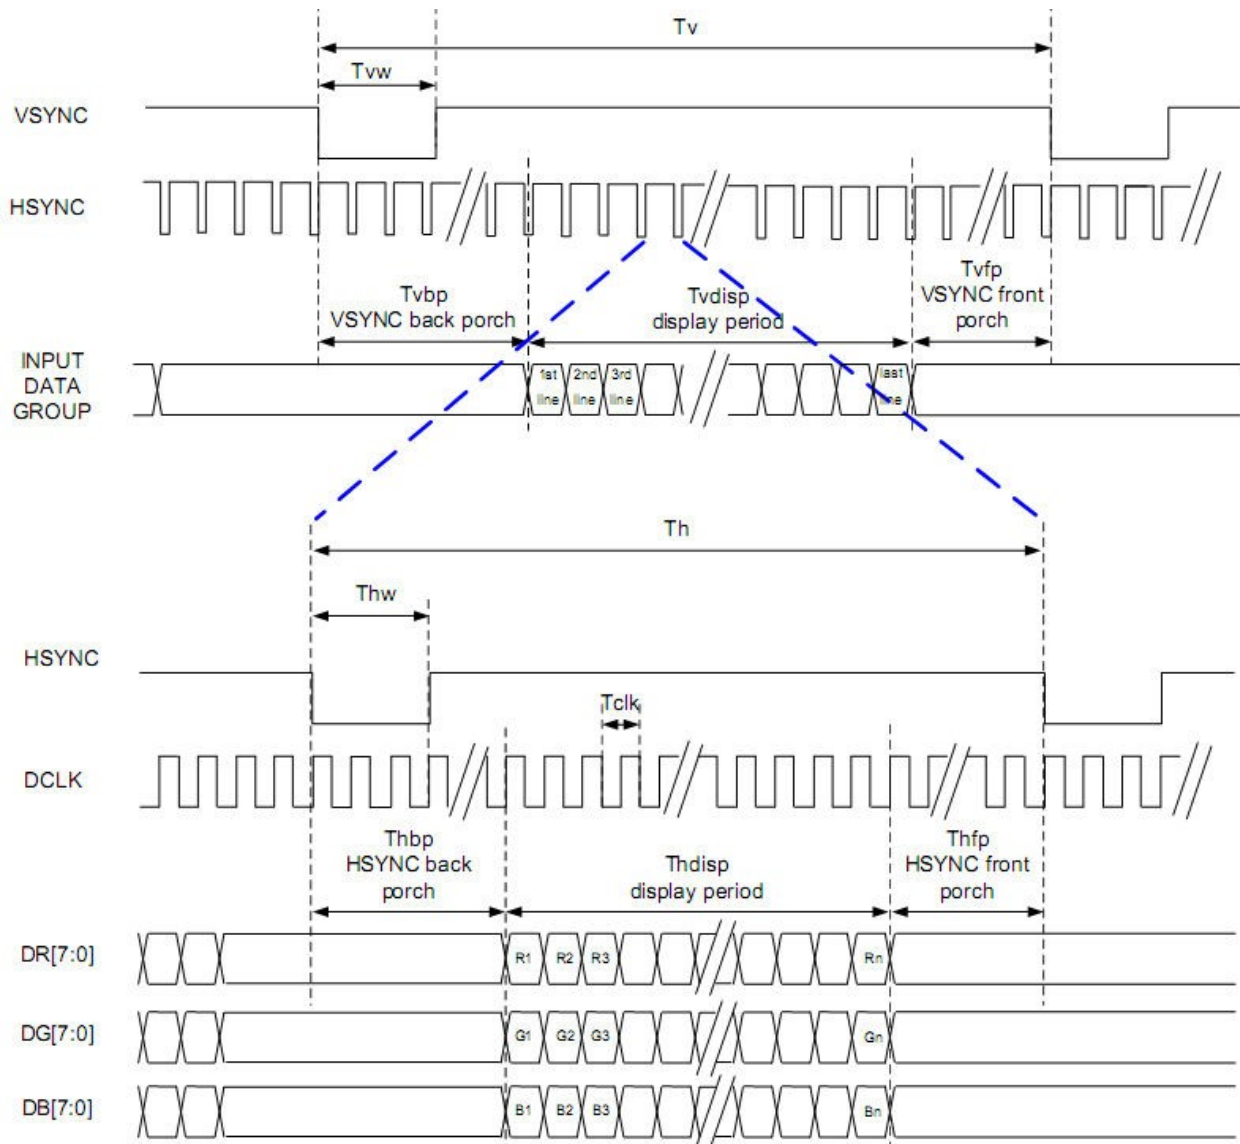 Tv
Tvw
VSYNC
HSYNC
Tvbp
VSYNC back porch
Tvdisp
display period
Tvfp
VSYNC front
porch
INPUT
DATA
GROUP
1st
line
2nd
line
3rd
line
last
line
Th
Thw
HSYNC
Tclk
DCLK
Thbp
HSYNC back
porch
Thdisp
display period
Thfp
HSYNC front
porch
DR[7:0]
R1 R2 R3 Rn
DG[7:0]
G1 G2 G3 Gn
DB[7:0]
B1 B2 B3 Bn